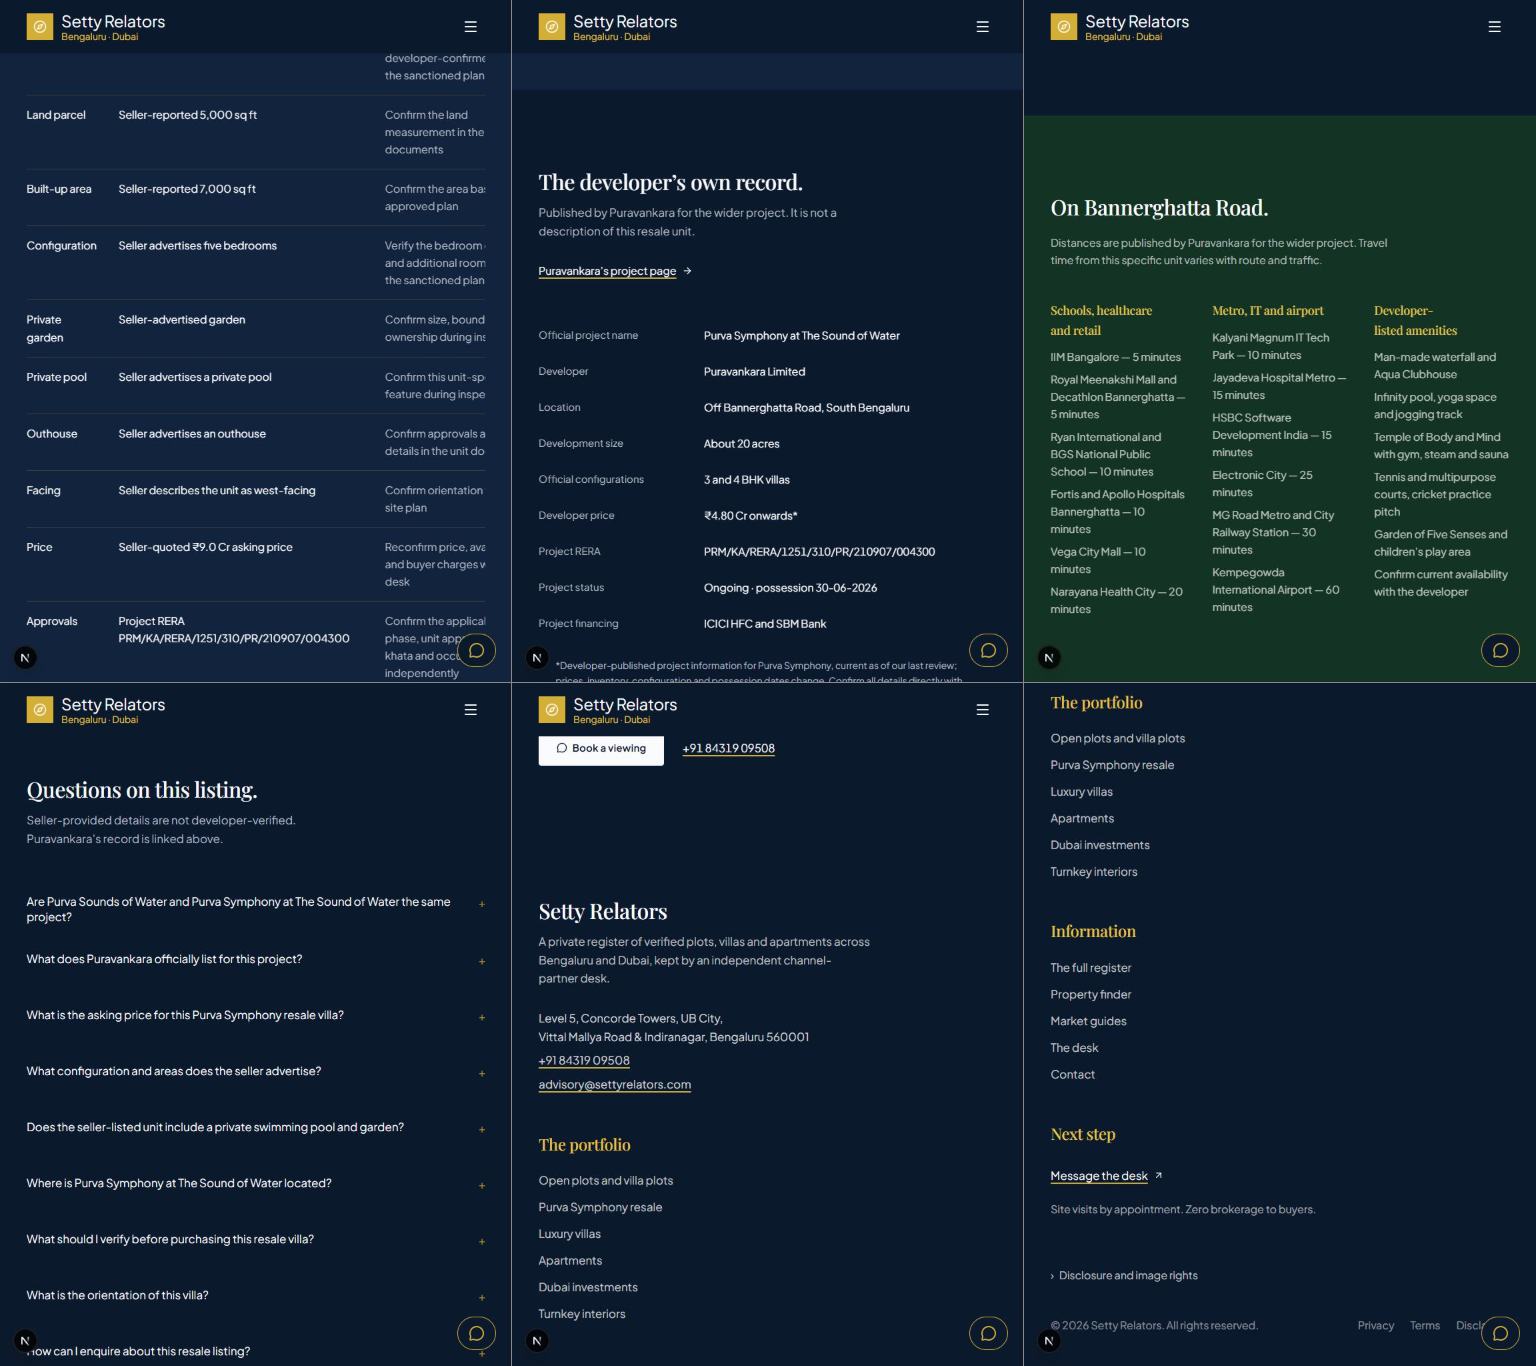 Setty Relators
Bengaluru · Dubai
developer-confirme
the sanctioned plan
Land parcel
Seller-reported 5,000 sq ft
Confirm the land
measurement in the
documents
Built-up area
Seller-reported 7,000 sq ft
Confirm the area bas
approved plan
Configuration
Seller advertises five bedrooms
Verify the bedroom
and additional room
the sanctioned plan
Private
garden
Seller-advertised garden
Confirm size, bound
ownership during ins
Private pool
Seller advertises a private pool
Confirm this unit-sp
feature during inspe
Outhouse
Seller advertises an outhouse
Confirm approvals a
details in the unit do
Facing
Seller describes the unit as west-facing
Confirm orientation
site plan
Price
Seller-quoted ₹9.0 Cr asking price
Reconfirm price, ava
and buyer charges w
desk
Approvals
Project RERA
PRM/KA/RERA/1251/310/PR/210907/004300
Confirm the applical
phase, unit app
khata and occu
independently
N
Setty Relators
Bengaluru · Dubai
The developer’s own record.
Published by Puravankara for the wider project. It is not a
description of this resale unit.
Puravankara’s project page →
Official project name
Purva Symphony at The Sound of Water
Developer
Puravankara Limited
Location
Off Bannerghatta Road, South Bengaluru
Development size
About 20 acres
Official configurations
3 and 4 BHK villas
Developer price
₹4.80 Cr onwards*
Project RERA
PRM/KA/RERA/1251/310/PR/210907/004300
Project status
Ongoing · possession 30-06-2026
Project financing
ICICI HFC and SBM Bank
*Developer-published project information for Purva Symphony, current as of our last review;
prices, inventory, configuration and possession dates change. Confirm all details directly with
N
Setty Relators
Bengaluru · Dubai
On Bannerghatta Road.
Distances are published by Puravankara for the wider project. Travel
time from this specific unit varies with route and traffic.
Schools, healthcare
and retail
IIM Bangalore — 5 minutes
Royal Meenakshi Mall and
Decathlon Bannerghatta —
5 minutes
Ryan International and
BGS National Public
School — 10 minutes
Fortis and Apollo Hospitals
Bannerghatta — 10
minutes
Vega City Mall — 10
minutes
Narayana Health City — 20
minutes
Metro, IT and airport
Kalyani Magnum IT Tech
Park — 10 minutes
Jayadeva Hospital Metro —
15 minutes
HSBC Software
Development India — 15
minutes
Electronic City — 25
minutes
MG Road Metro and City
Railway Station — 30
minutes
Kempegowda
International Airport — 60
minutes
Developer-
listed amenities
Man-made waterfall and
Aqua Clubhouse
Infinity pool, yoga space
and jogging track
Temple of Body and Mind
with gym, steam and sauna
Tennis and multipurpose
courts, cricket practice
pitch
Garden of Five Senses and
children’s play area
Confirm current availability
with the developer
N
Setty Relators
Bengaluru · Dubai
Questions on this listing.
Seller-provided details are not developer-verified.
Puravankara’s record is linked above.
Are Purva Sounds of Water and Purva Symphony at The Sound of Water the same
project?
+
What does Puravankara officially list for this project?
+
What is the asking price for this Purva Symphony resale villa?
+
What configuration and areas does the seller advertise?
+
Does the seller-listed unit include a private swimming pool and garden?
+
Where is Purva Symphony at The Sound of Water located?
+
What should I verify before purchasing this resale villa?
+
What is the orientation of this villa?
+
How can I enquire about this resale listing?
+
N
Setty Relators
Bengaluru · Dubai
Book a viewing
+91 84319 09508
Setty Relators
A private register of verified plots, villas and apartments across
Bengaluru and Dubai, kept by an independent channel-
partner desk.
Level 5, Concorde Towers, UB City,
Vittal Mallya Road & Indiranagar, Bengaluru 560001
+91 84319 09508
advisory@settyrelators.com
The portfolio
Open plots and villa plots
Purva Symphony resale
Luxury villas
Apartments
Dubai investments
Turnkey interiors
N
The portfolio
Open plots and villa plots
Purva Symphony resale
Luxury villas
Apartments
Dubai investments
Turnkey interiors
Information
The full register
Property finder
Market guides
The desk
Contact
Next step
Message the desk ↗
Site visits by appointment. Zero brokerage to buyers.
› Disclosure and image rights
© 2026 Setty Relators. All rights reserved.
Privacy
Terms
Discl
N